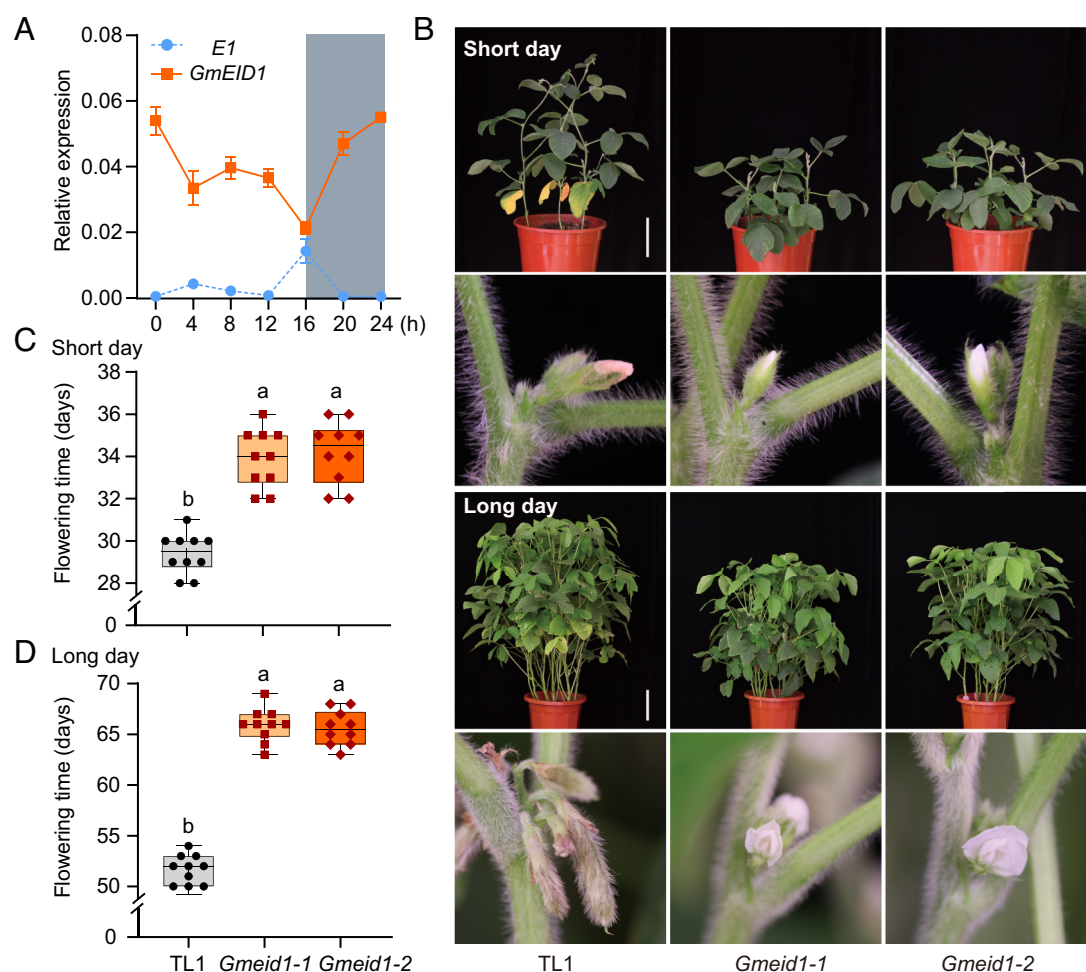 A
0.08
0.06
0.04
0.02
0.00
Relative expression
E1
GmEID1
0 4 8 12 16 20 24 (h)
B
Short day
Long day
TL1 Gmeid1-1 Gmeid1-2
C
Short day
38
36
34
32
30
28
0
Flowering time (days)
a a
b
D
Long day
70
65
60
55
50
0
Flowering time (days)
a a
b
TL1 Gmeid1-1 Gmeid1-2